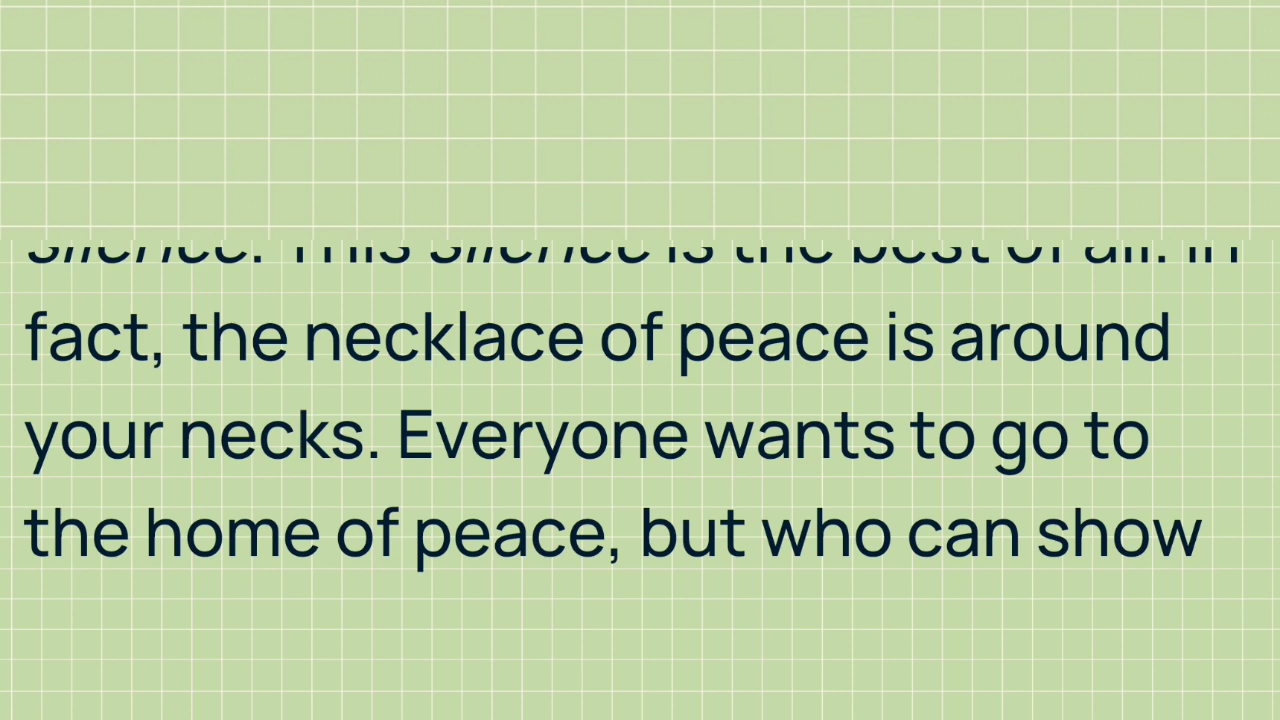 silence. This silence is the best of all. In
fact, the necklace of peace is around
your necks. Everyone wants to go to
the home of peace, but who can show